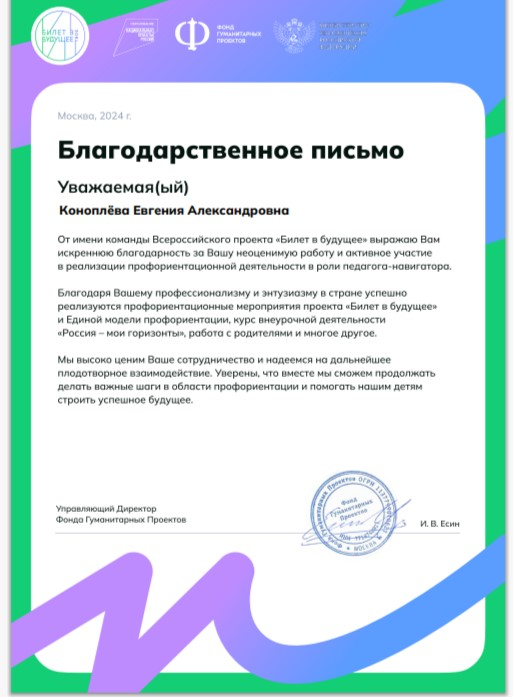 БИЛЕТ В
БУДУЩЕЕ
ФОНД
ГУМАНИТАРНЫХ
ПРОЕКТОВ
Москва, 2024 г.
Благодарственное письмо
Уважаемая(ый)
Коноплёва Евгения Александровна
От имени команды Всероссийского проекта «Билет в будущее» выражаю Вам
искреннюю благодарность за Вашу неоценимую работу и активное участие
в реализации профориентационной деятельности в роли педагога-навигатора.
Благодаря Вашему профессионализму и энтузиазму в стране успешно
реализуются профориентационные мероприятия проекта «Билет в будущее»
и Единой модели профориентации, курс внеурочной деятельности
«Россия – мои горизонты», работа с родителями и многое другое.
Мы высоко ценим Ваше сотрудничество и надеемся на дальнейшее
плодотворное взаимодействие. Уверены, что вместе мы сможем продолжать
делать важные шаги в области профориентации и помогать нашим детям
строить успешное будущее.
Управляющий Директор
Фонда Гуманитарных Проектов
Фонд
Гуманитарных
Проектов
МОСКВА
И. В. Есин